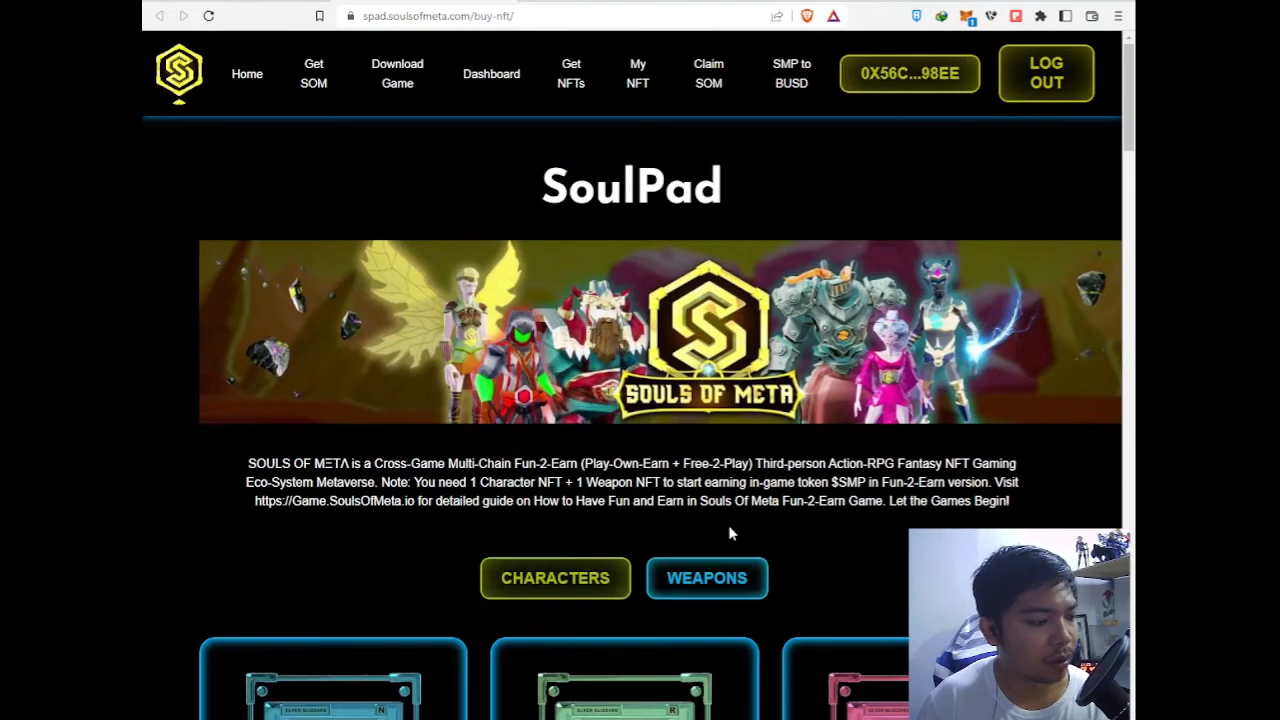 spad.soulsofmeta.com/buy-nft/
1
Home
Get
SOM
Download
Game
Dashboard
Get
NFTs
My
NFT
Claim
SOM
SMP to
BUSD
0X56C...98EE
LOG
OUT
SoulPad
SOULS OF META
SOULS OF MΞTΛ is a Cross-Game Multi-Chain Fun-2-Earn (Play-Own-Earn + Free-2-Play) Third-person Action-RPG Fantasy NFT Gaming
Eco-System Metaverse. Note: You need 1 Character NFT + 1 Weapon NFT to start earning in-game token $SMP in Fun-2-Earn version. Visit
https://Game.SoulsOfMeta.io for detailed guide on How to Have Fun and Earn in Souls Of Meta Fun-2-Earn Game. Let the Games Begin!
CHARACTERS
WEAPONS
ELVEN BLIZZARD N
ELVEN BLIZZARD R